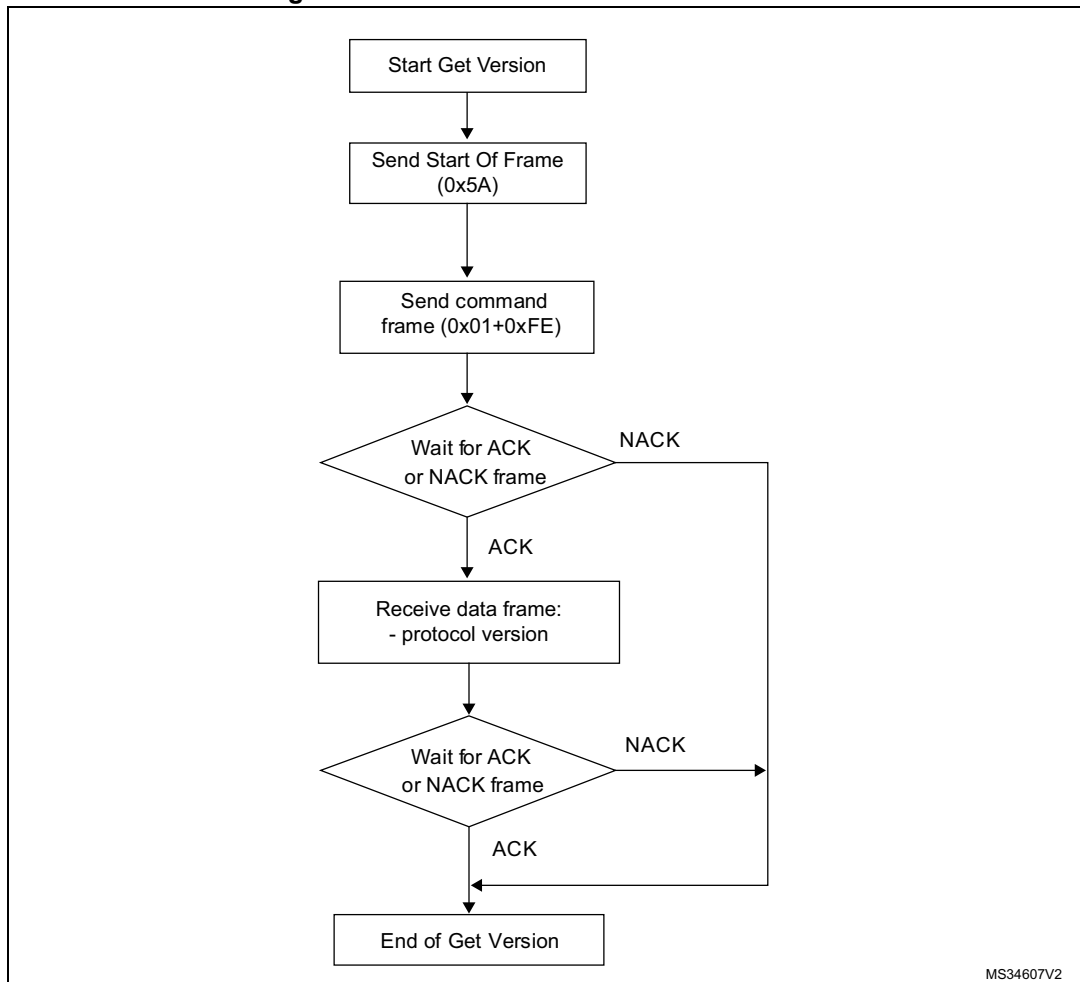 Start Get Version
Send Start Of Frame
(0x5A)
Send command
frame (0x01+0xFE)
Wait for ACK
or NACK frame
NACK
ACK
Receive data frame:
- protocol version
Wait for ACK
or NACK frame
NACK
ACK
End of Get Version
MS34607V2